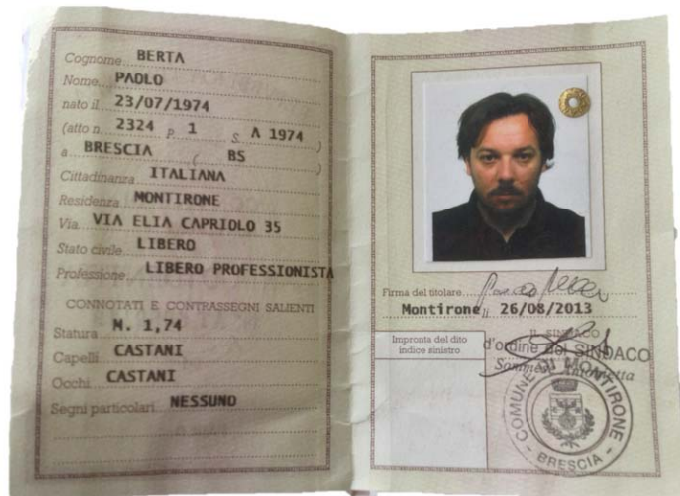 Cognome BERTA
Nome PAOLO
nato il 23/07/1974
(atto n. 2324 P. 1 S. A 1974 )
a BRESCIA ( BS )
Cittadinanza ITALIANA
Residenza MONTIRONE
Via VIA ELIA CAPRIOLO 35
Stato civile LIBERO
Professione LIBERO PROFESSIONISTA
CONNOTATI E CONTRASSEGNI SALIENTI
Statura M. 1,74
Capelli CASTANI
Occhi CASTANI
Segni particolari NESSUNO
Firma del titolare
Montirone li 26/08/2013
Impronta del dito
indice sinistro
IL SINDACO
d'ordine del SINDACO
COMUNE DI MONTIRONE
BRESCIA